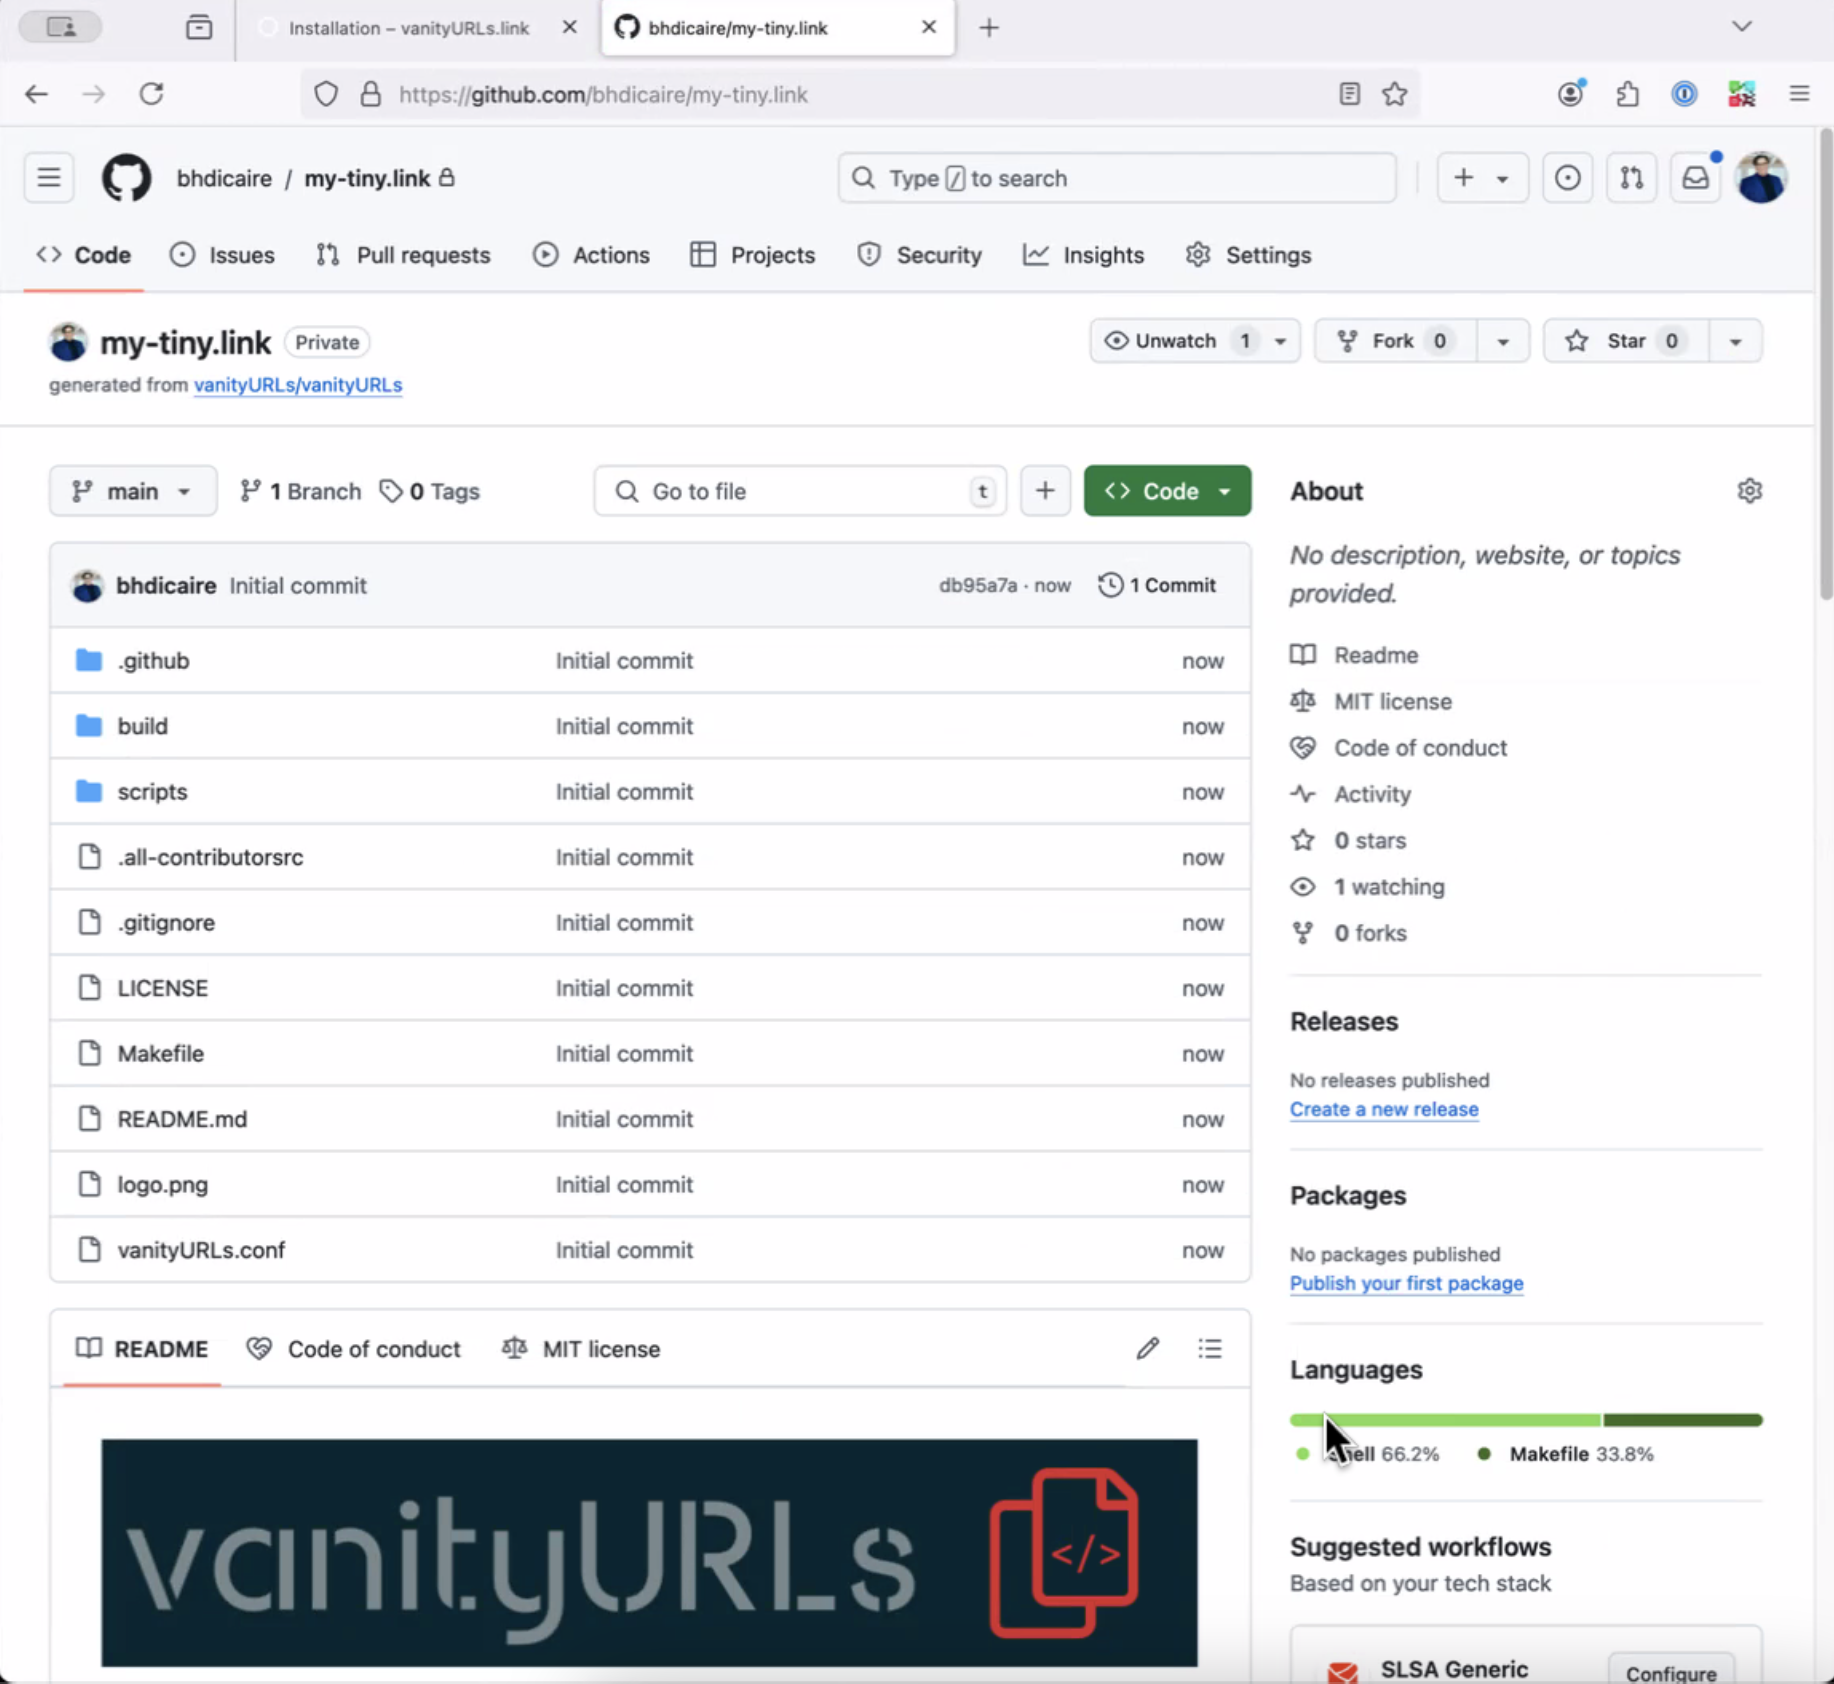 Installation – vanityURLs.link
bhdicaire/my-tiny.link
https://github.com/bhdicaire/my-tiny.link
bhdicaire / my-tiny.link
Type / to search
Code Issues Pull requests Actions Projects Security Insights Settings
my-tiny.link Private
Unwatch 1 Fork 0 Star 0
generated from vanityURLs/vanityURLs
main 1 Branch 0 Tags Go to file t Code
bhdicaire Initial commit db95a7a · now 1 Commit
.github Initial commit now
build Initial commit now
scripts Initial commit now
.all-contributorsrc Initial commit now
.gitignore Initial commit now
LICENSE Initial commit now
Makefile Initial commit now
README.md Initial commit now
logo.png Initial commit now
vanityURLs.conf Initial commit now
README Code of conduct MIT license
vanityURLs </>
About
No description, website, or topics
provided.
Readme
MIT license
Code of conduct
Activity
0 stars
1 watching
0 forks
Releases
No releases published
Create a new release
Packages
No packages published
Publish your first package
Languages
66.2% Makefile 33.8%
Suggested workflows
Based on your tech stack
SLSA Generic Configure